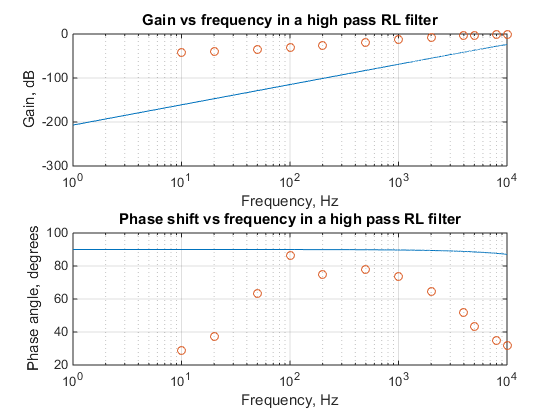 Gain vs frequency in a high pass RL filter
0
-100
-200
-300
Gain, dB
10^0 10^1 10^2 10^3 10^4
Frequency, Hz
Phase shift vs frequency in a high pass RL filter
100
80
60
40
20
Phase angle, degrees
10^0 10^1 10^2 10^3 10^4
Frequency, Hz